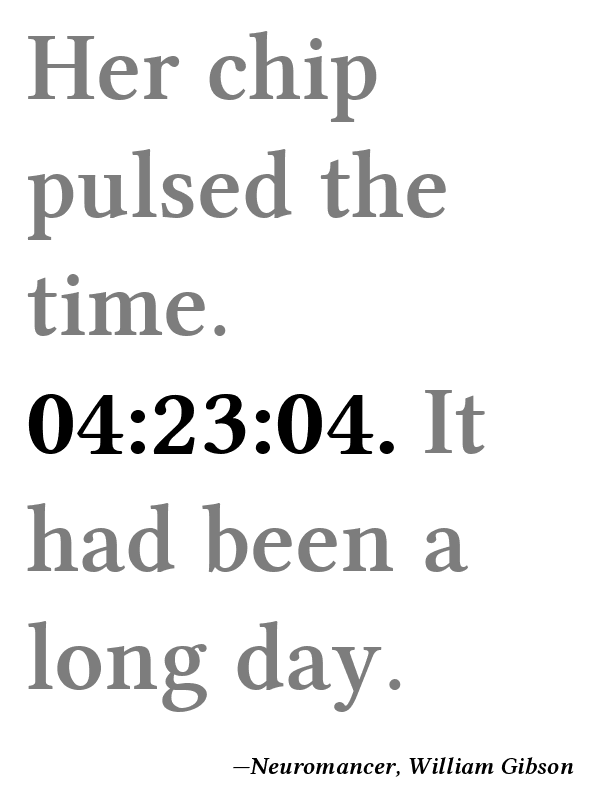 Her chip
pulsed the
time.
04:23:04. It
had been a
long day.
—Neuromancer, William Gibson